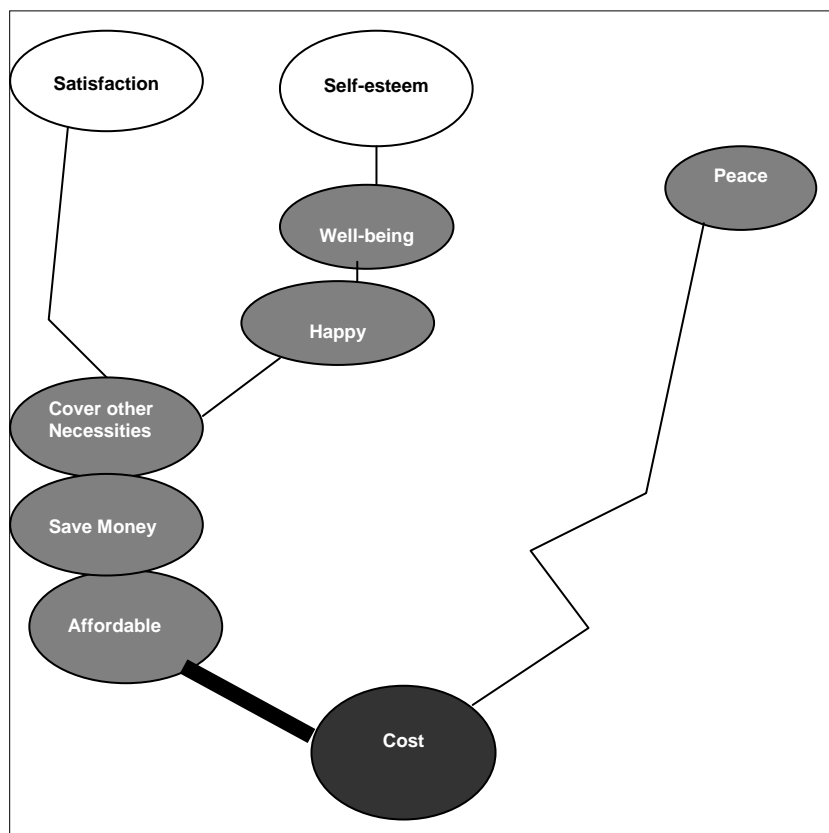 Satisfaction
Self-esteem
Peace
Well-being
Happy
Cover other
Necessities
Save Money
Affordable
Cost